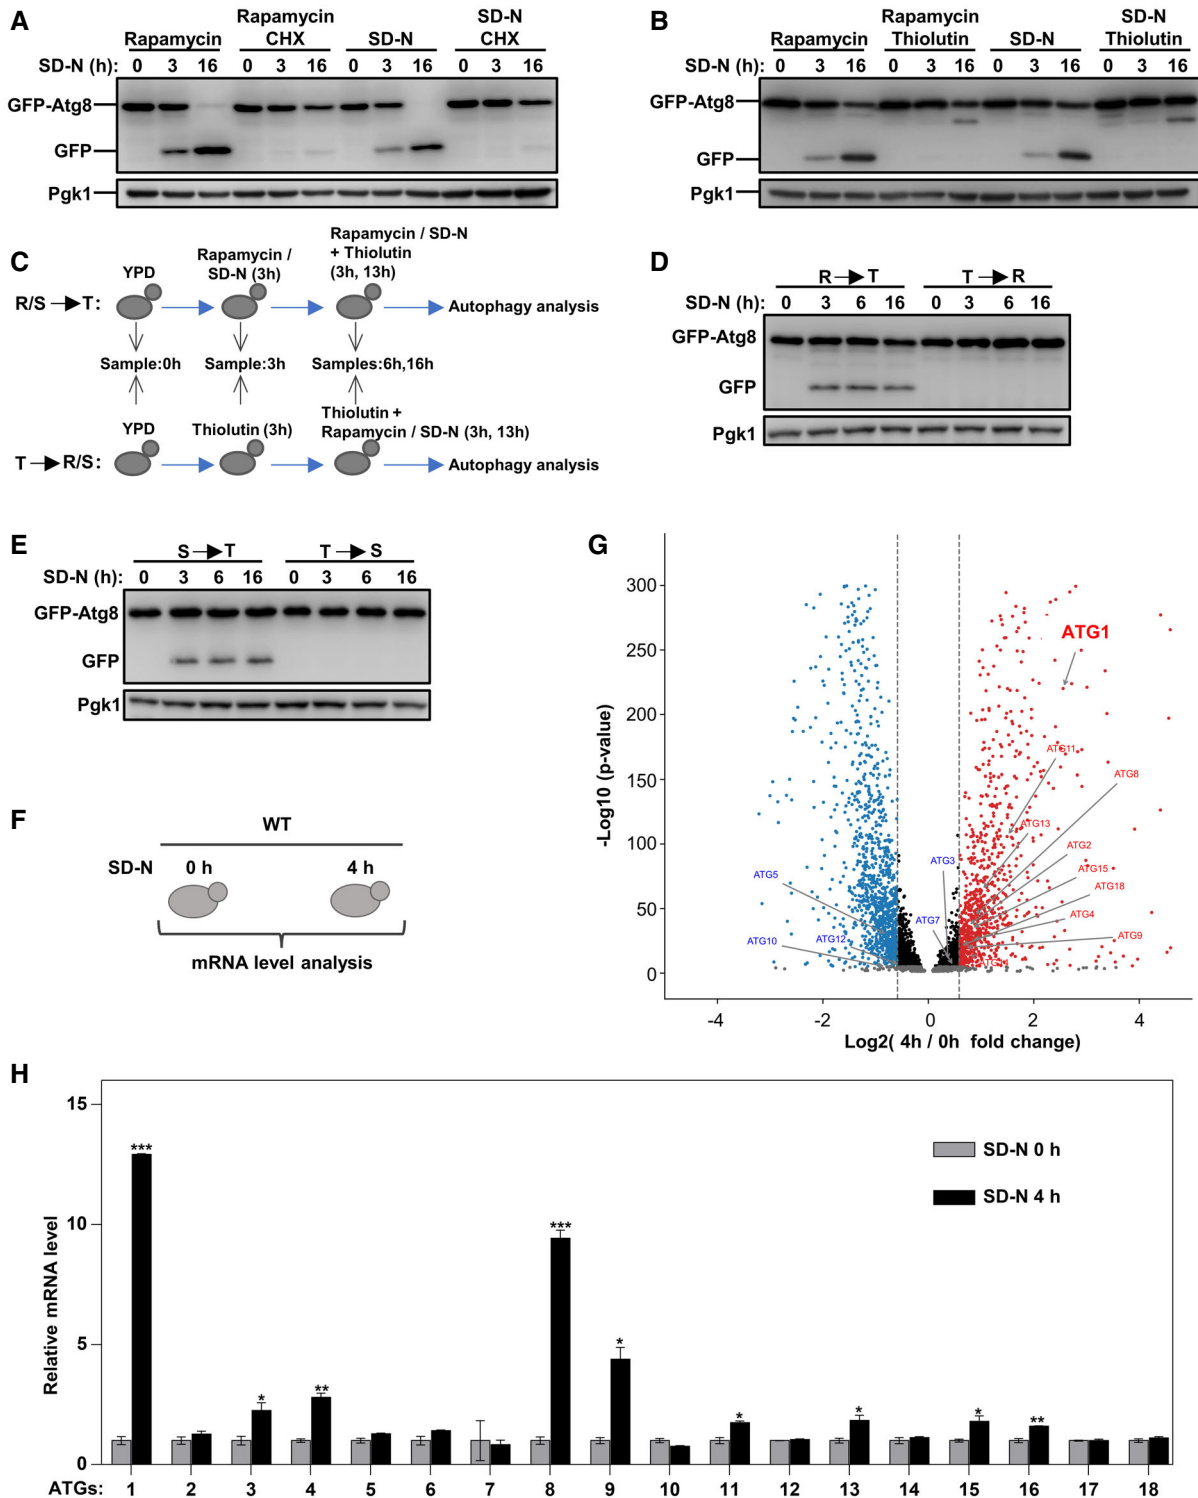 A
Rapamycin
Rapamycin
CHX
SD-N
SD-N
CHX
SD-N (h): 0 3 16 0 3 16 0 3 16 0 3 16
GFP-Atg8
GFP
Pgk1
B
Rapamycin
Rapamycin
Thiolutin
SD-N
SD-N
Thiolutin
SD-N (h): 0 3 16 0 3 16 0 3 16 0 3 16
GFP-Atg8
GFP
Pgk1
C
R/S → T:
YPD
Rapamycin /
SD-N (3h)
Rapamycin / SD-N
+ Thiolutin
(3h, 13h)
Autophagy analysis
Sample:0h
Sample:3h
Samples:6h,16h
T → R/S:
YPD
Thiolutin (3h)
Thiolutin +
Rapamycin / SD-N (3h, 13h)
Autophagy analysis
D
R → T
T → R
SD-N (h): 0 3 6 16 0 3 6 16
GFP-Atg8
GFP
Pgk1
E
S → T
T → S
SD-N (h): 0 3 6 16 0 3 6 16
GFP-Atg8
GFP
Pgk1
F
WT
SD-N 0 h 4 h
mRNA level analysis
G
-Log10 (p-value)
300
250
200
150
100
50
0
ATG1
ATG11
ATG8
ATG13
ATG2
ATG15
ATG18
ATG4
ATG9
ATG3
ATG7
ATG5
ATG12
ATG10
-4 -2 0 2 4
Log2( 4h / 0h fold change)
H
Relative mRNA level
15
10
5
0
SD-N 0 h
SD-N 4 h
*** * ** *** * * * * **
ATGs: 1 2 3 4 5 6 7 8 9 10 11 12 13 14 15 16 17 18